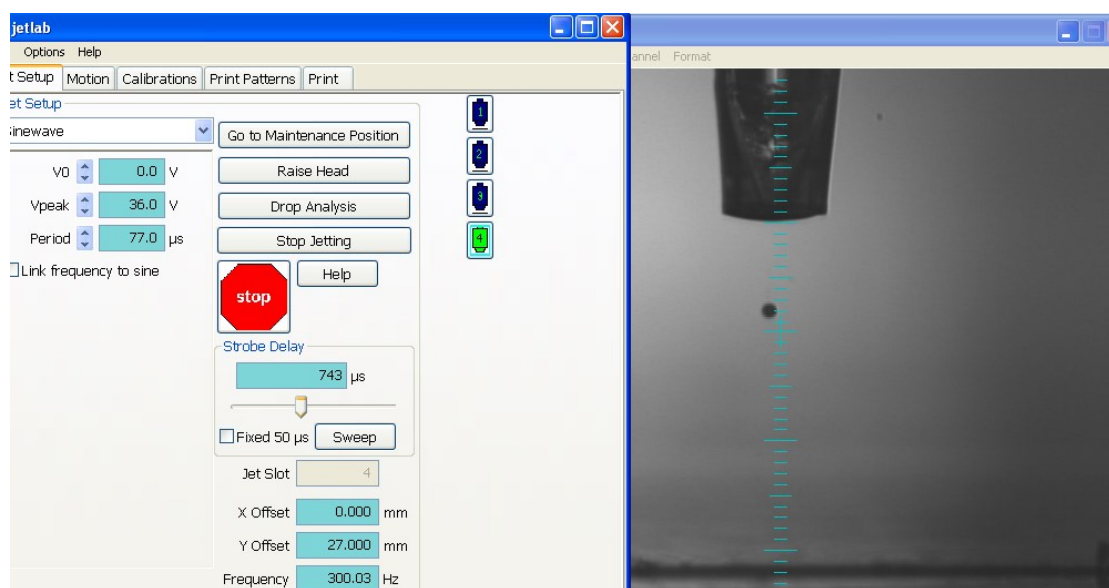 jetlab
Options Help
t Setup Motion Calibrations Print Patterns Print
et Setup
Sinewave
Go to Maintenance Position
V0 0.0 V
Raise Head
Vpeak 36.0 V
Drop Analysis
Period 77.0 µs
Stop Jetting
Link frequency to sine
Help
stop
Strobe Delay
743 µs
Fixed 50 µs Sweep
Jet Slot 4
X Offset 0.000 mm
Y Offset 27.000 mm
Frequency 300.03 Hz
1
2
3
4
annel Format